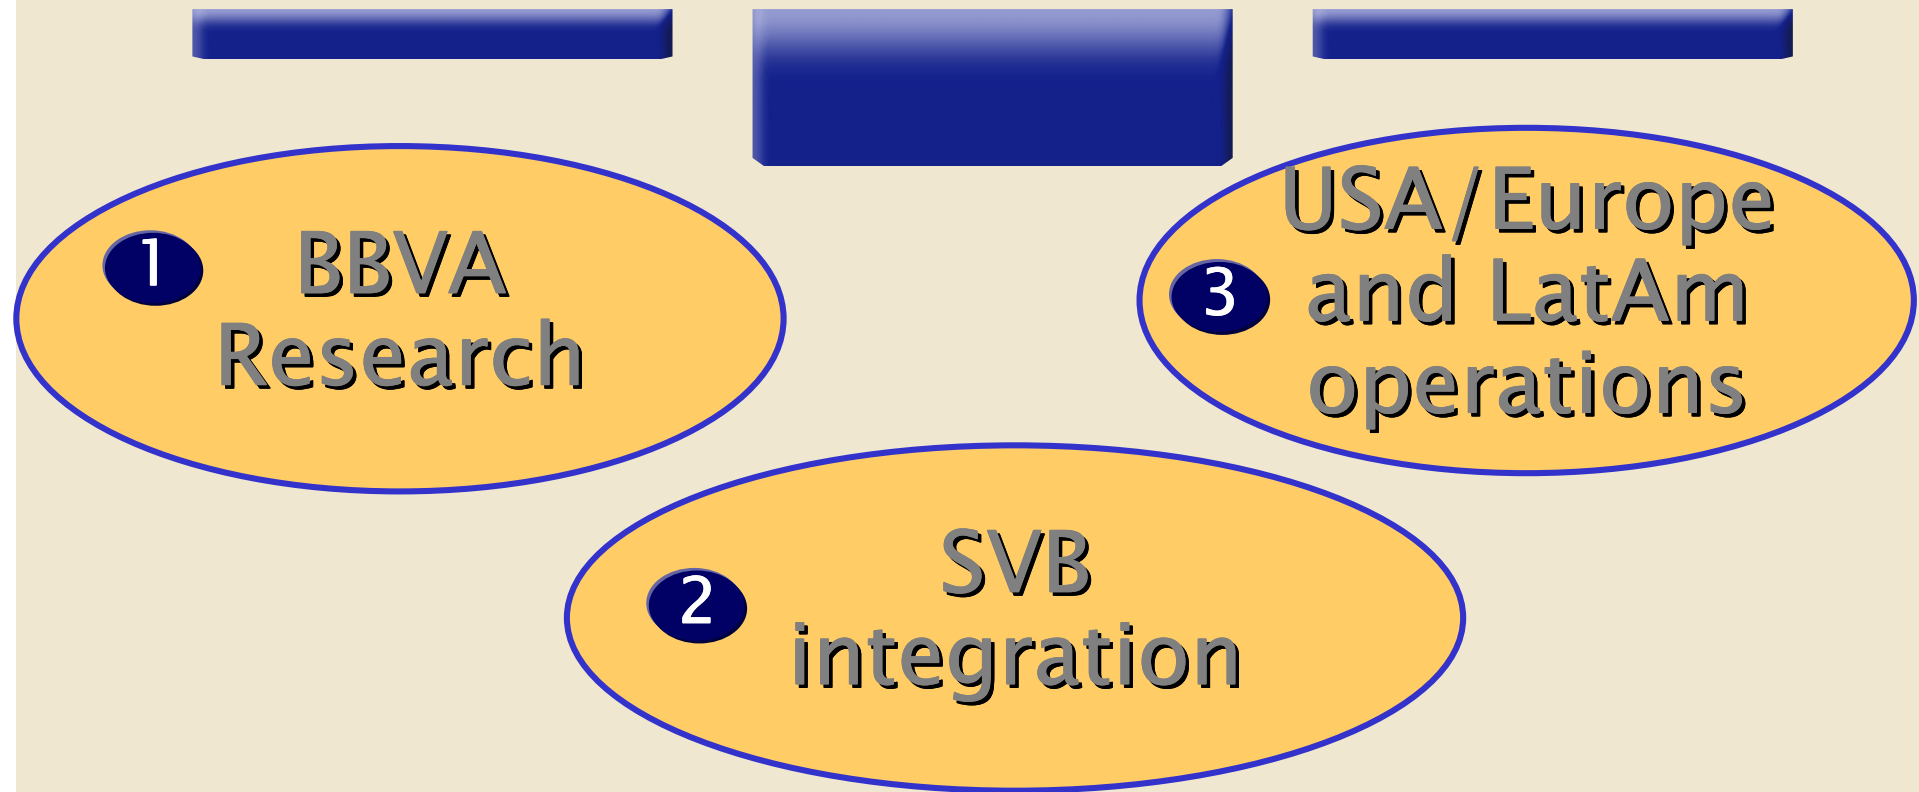 1
BBVA
Research
2
SVB
integration
3
USA/Europe
and LatAm
operations